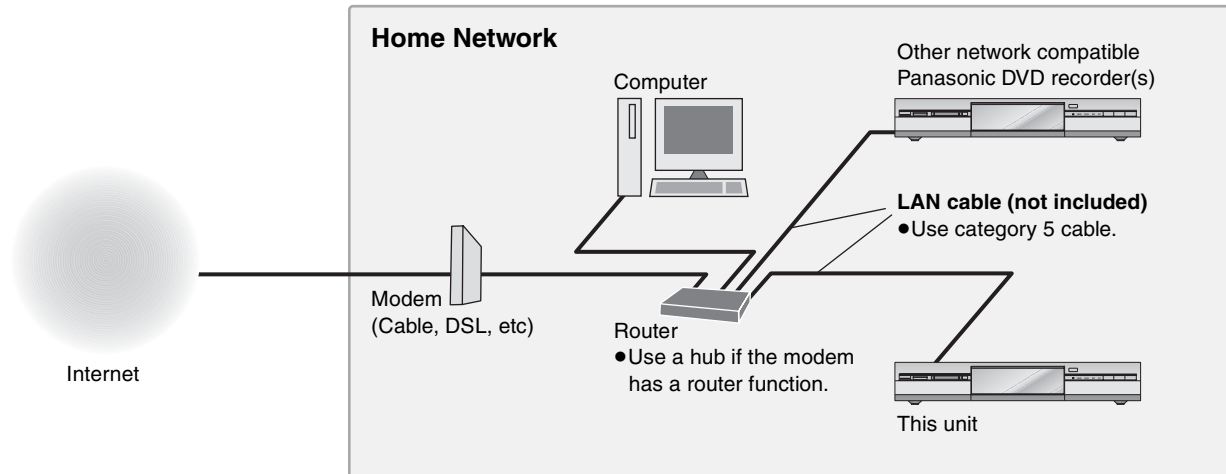 Home Network
Computer
Other network compatible
Panasonic DVD recorder(s)
LAN cable (not included)
●Use category 5 cable.
Modem
(Cable, DSL, etc)
Router
●Use a hub if the modem
has a router function.
Internet
This unit